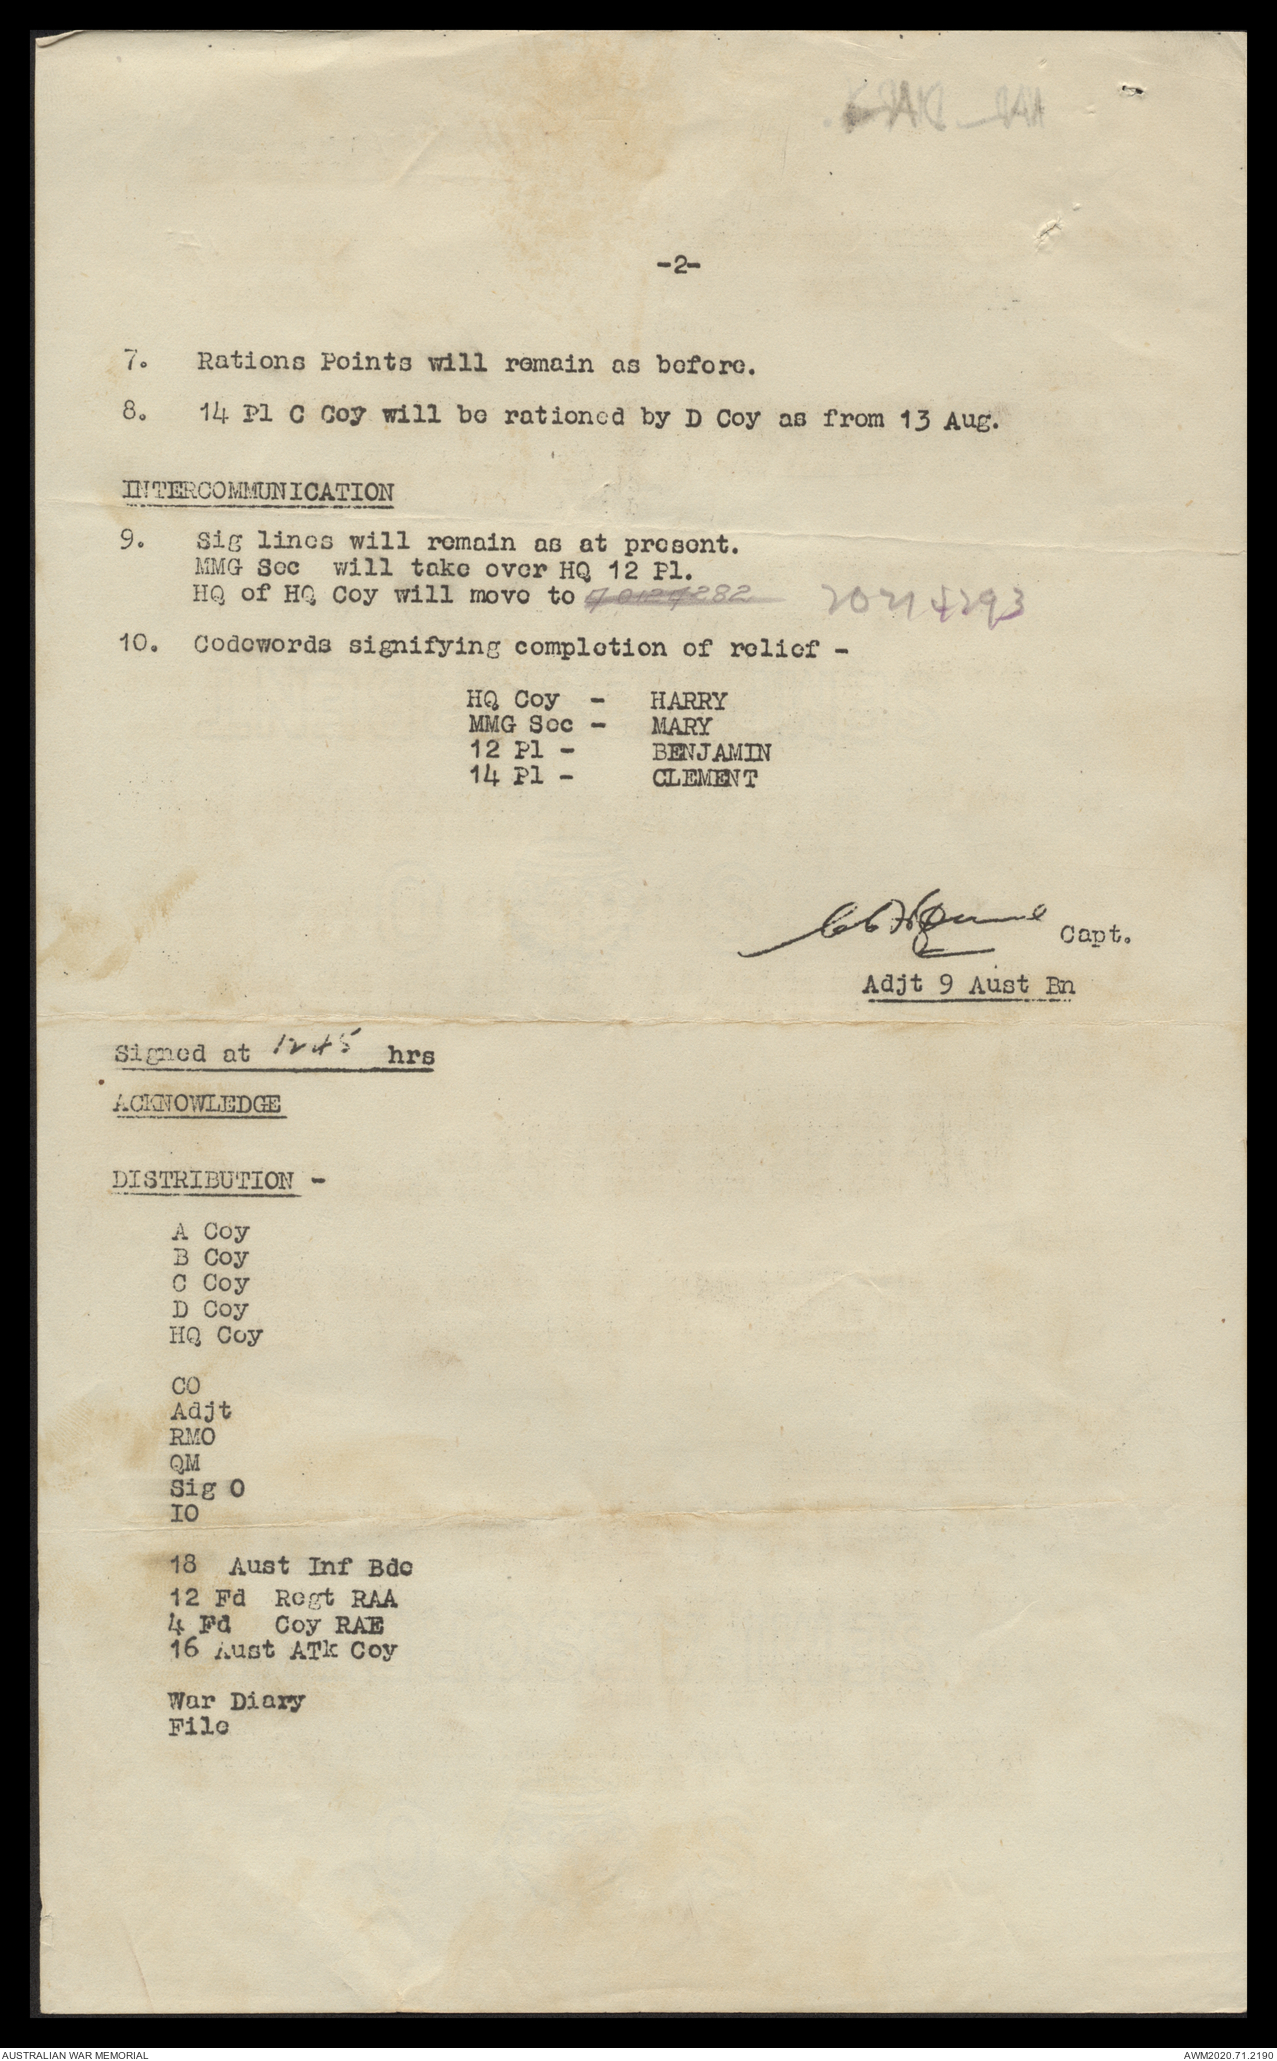 -2-
7. Rations Points will remain as before.
8. 14 Pl C Coy will be rationed by D Coy as from 13 Aug.
INTERCOMMUNICATION
9. Sig lines will remain as at present.
MMG Sec will take over HQ 12 Pl.
HQ of HQ Coy will move to
10. Codewords signifying completion of relief -
HQ Coy - HARRY
MMG Sec - MARY
12 Pl - BENJAMIN
14 Pl - CLEMENT
Capt.
Adjt 9 Aust Bn
Signed at 1245 hrs
ACKNOWLEDGE
DISTRIBUTION -
A Coy
B Coy
C Coy
D Coy
HQ Coy
CO
Adjt
RMO
QM
Sig O
IO
18 Aust Inf Bde
12 Fd Regt RAA
4 Fd Coy RAE
16 Aust ATk Coy
War Diary
File
AUSTRALIAN WAR MEMORIAL
AWM2020.71.2190